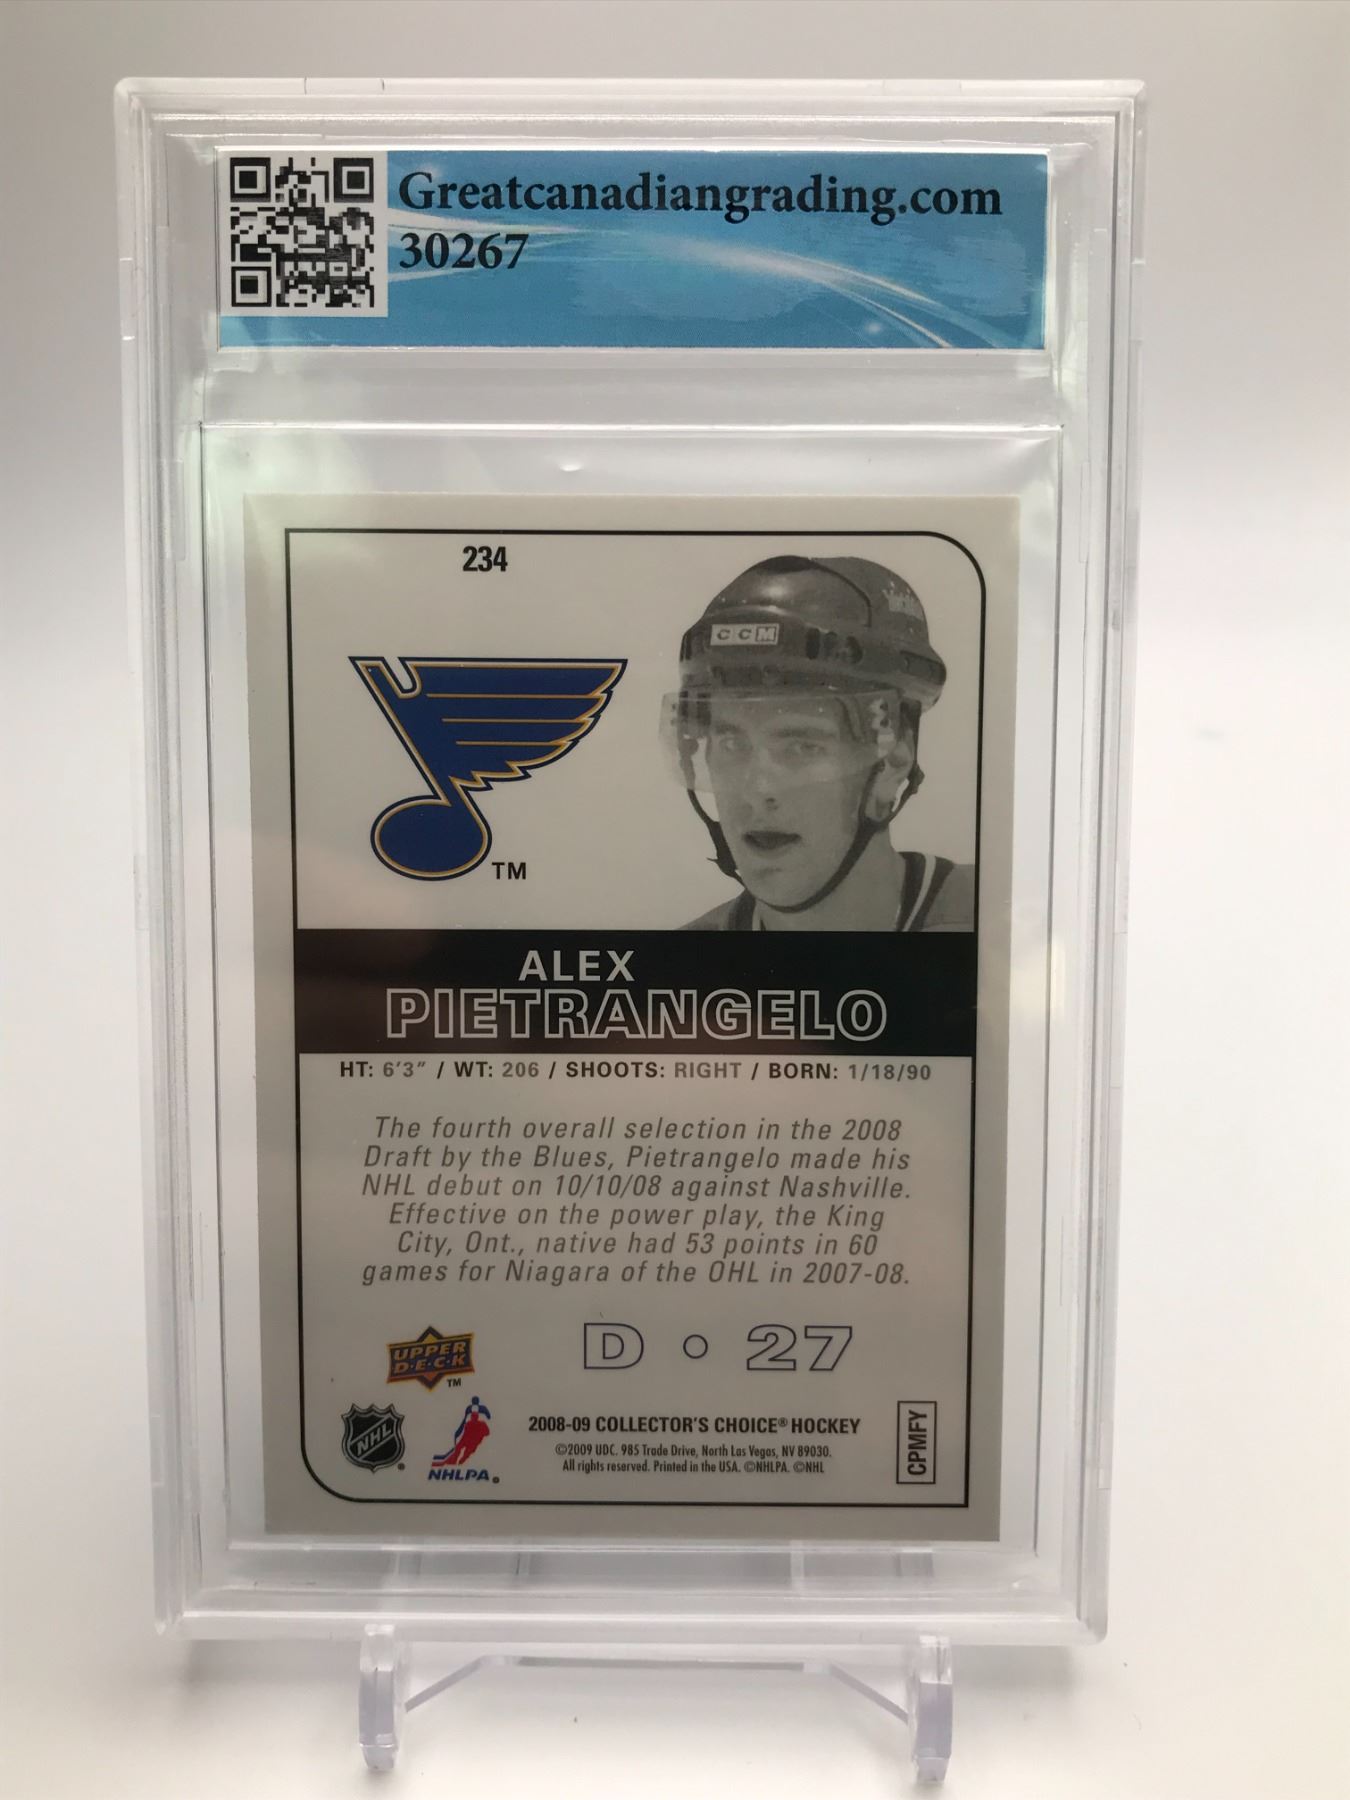 Greatcanadiangrading.com
30267
234
CCM
TM
ALEX
PIETRANGELO
HT: 6'3" / WT: 206 / SHOOTS: RIGHT / BORN: 1/18/90
The fourth overall selection in the 2008
Draft by the Blues, Pietrangelo made his
NHL debut on 10/10/08 against Nashville.
Effective on the power play, the King
City, Ont., native had 53 points in 60
games for Niagara of the OHL in 2007-08.
UPPER
D·E·C·K
TM
D • 27
NHL
NHLPA
2008-09 COLLECTOR'S CHOICE® HOCKEY
©2009 UDC. 985 Trade Drive, North Las Vegas, NV 89030.
All rights reserved. Printed in the USA. ©NHLPA. ©NHL
CPMFY